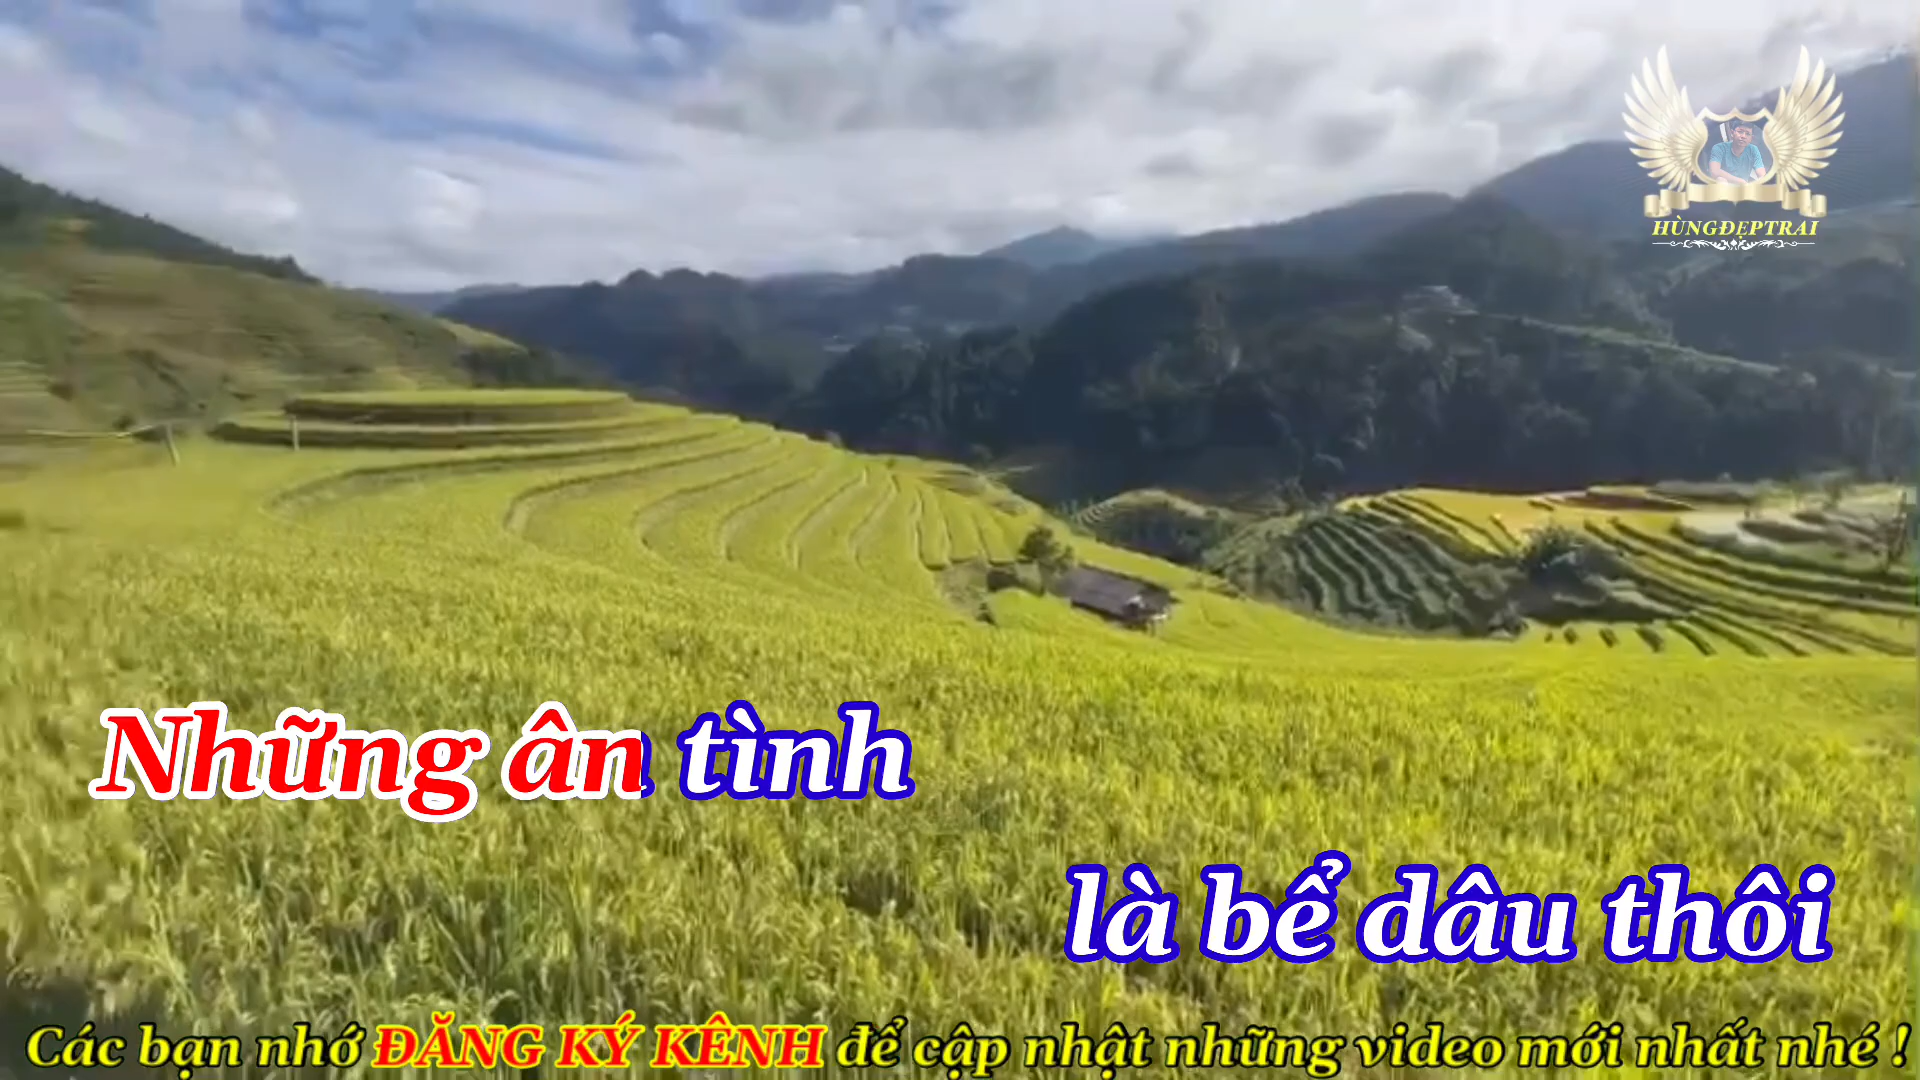 HÙNGĐẸPTRAI
Những ân tình
là bể dâu thôi
Các bạn nhớ ĐĂNG KÝ KÊNH để cập nhật những video mới nhất nhé !